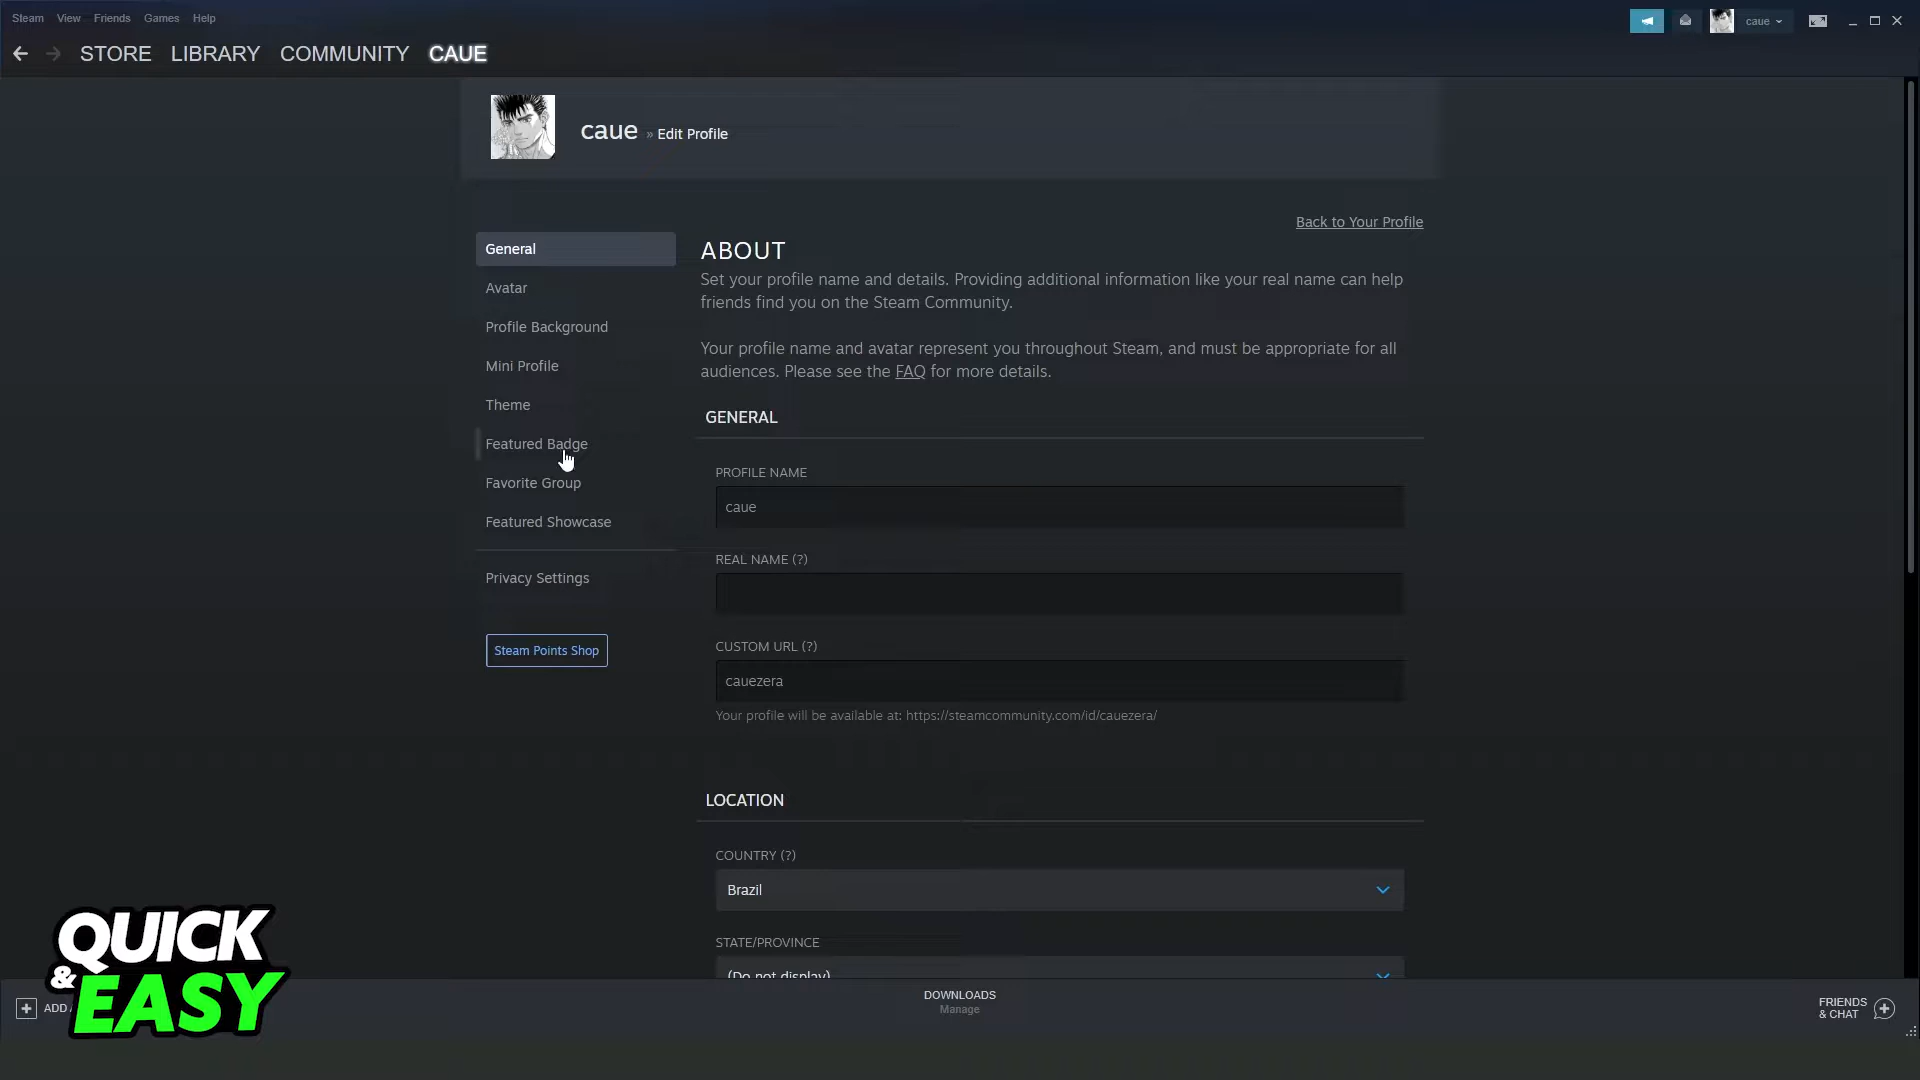 Steam View Friends Games Help
caue
STORE LIBRARY COMMUNITY CAUE
caue » Edit Profile
Back to Your Profile
General
Avatar
Profile Background
Mini Profile
Theme
Featured Badge
Favorite Group
Featured Showcase
Privacy Settings
Steam Points Shop
ABOUT
Set your profile name and details. Providing additional information like your real name can help
friends find you on the Steam Community.
Your profile name and avatar represent you throughout Steam, and must be appropriate for all
audiences. Please see the FAQ for more details.
GENERAL
PROFILE NAME
caue
REAL NAME (?)
CUSTOM URL (?)
cauezera
Your profile will be available at: https://steamcommunity.com/id/cauezera/
LOCATION
COUNTRY (?)
Brazil
STATE/PROVINCE
(Do not display)
QUICK
& EASY
ADD
DOWNLOADS
Manage
FRIENDS
& CHAT